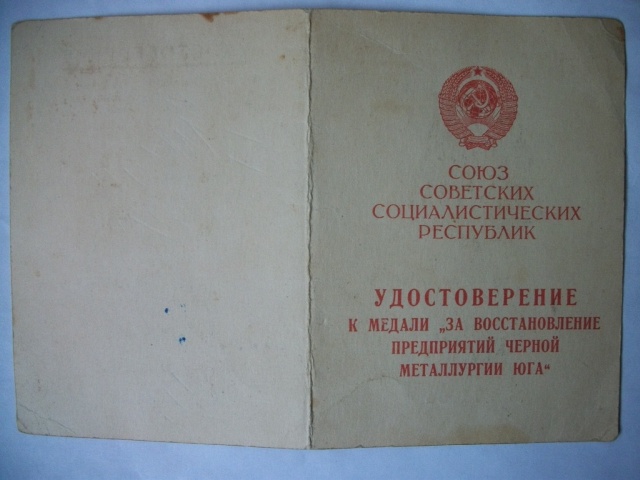 СОЮЗ
СОВЕТСКИХ
СОЦИАЛИСТИЧЕСКИХ
РЕСПУБЛИК
УДОСТОВЕРЕНИЕ
К МЕДАЛИ „ЗА ВОССТАНОВЛЕНИЕ
ПРЕДПРИЯТИЙ ЧЕРНОЙ
МЕТАЛЛУРГИИ ЮГА“